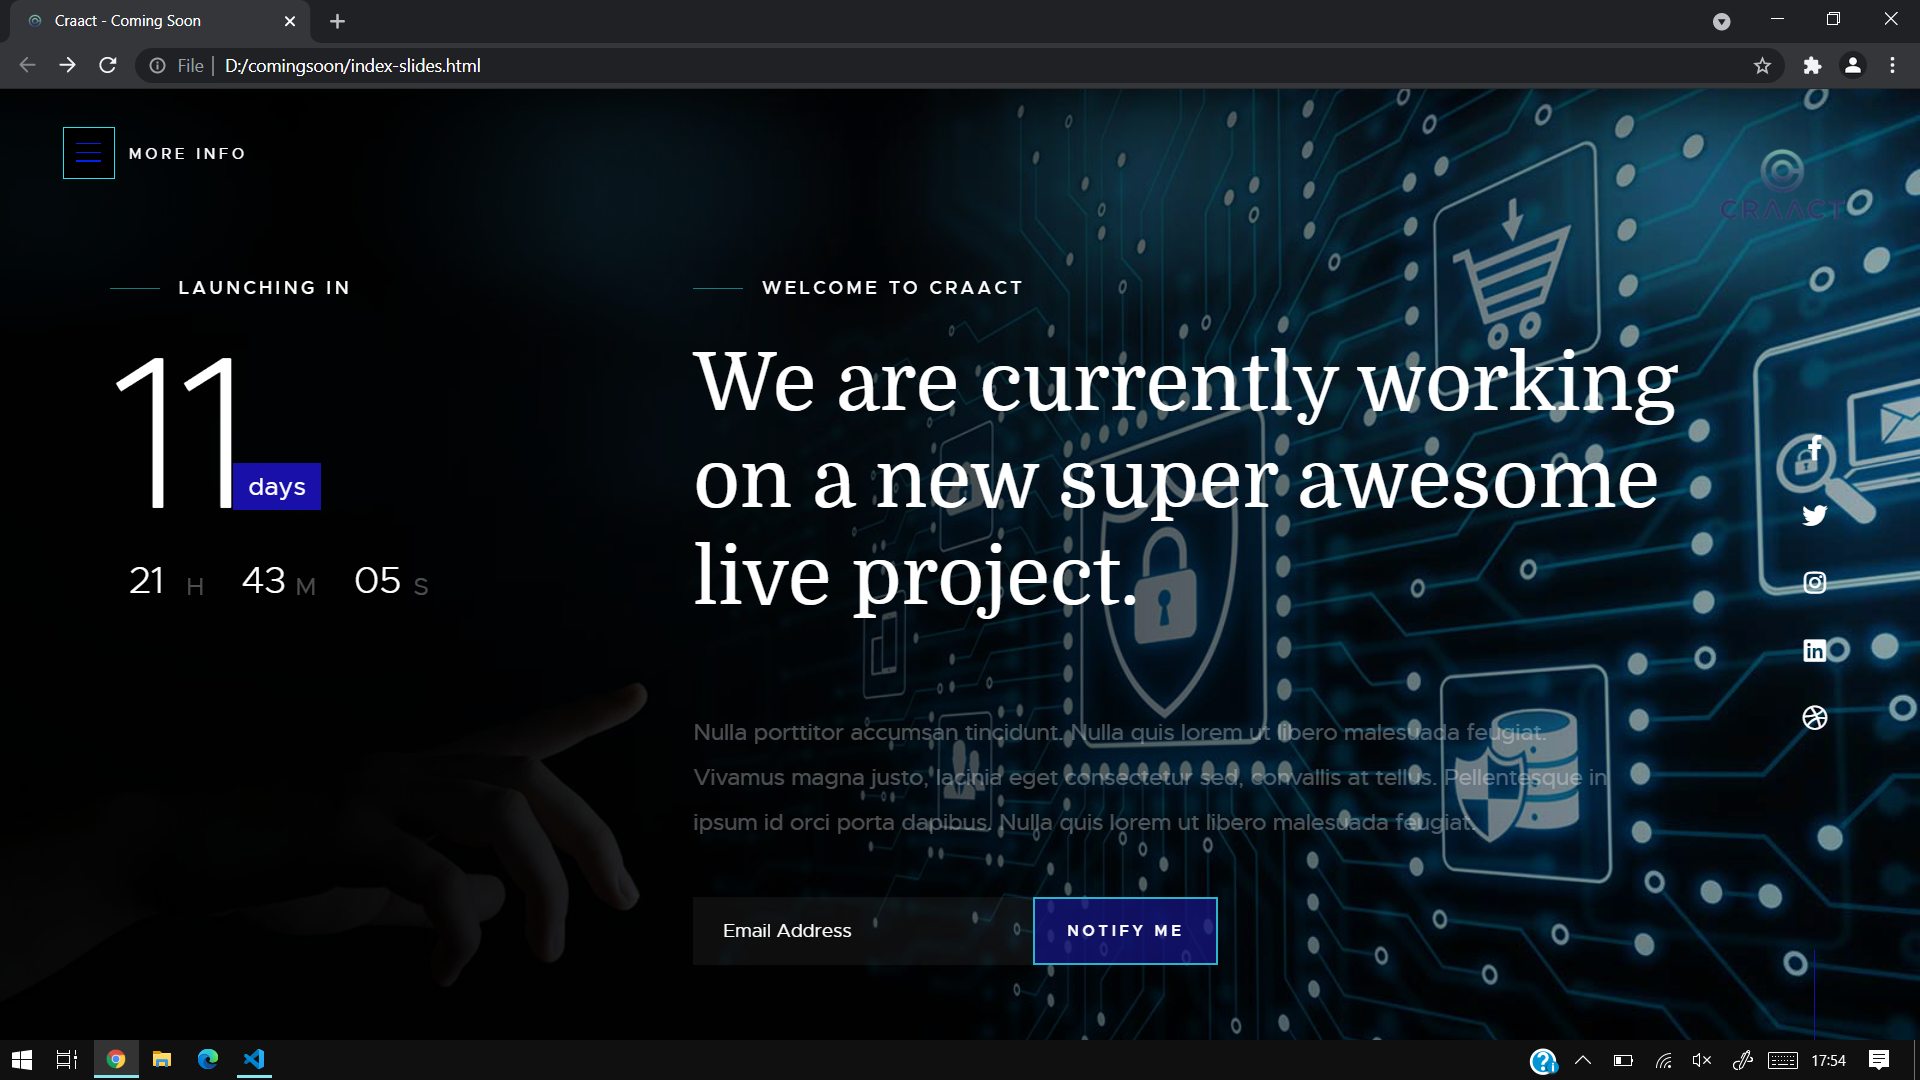 Craact - Coming Soon
File
D:/comingsoon/index-slides.html
MORE INFO
CRAACT
LAUNCHING IN
11 days
21 H 43 M 05 S
WELCOME TO CRAACT
We are currently working
on a new super awesome
live project.
Nulla porttitor accumsan tincidunt. Nulla quis lorem ut libero malesuada feugiat.
Vivamus magna justo, lacinia eget consectetur sed, convallis at tellus. Pellentesque in
ipsum id orci porta dapibus. Nulla quis lorem ut libero malesuada feugiat.
Email Address
NOTIFY ME
17:54